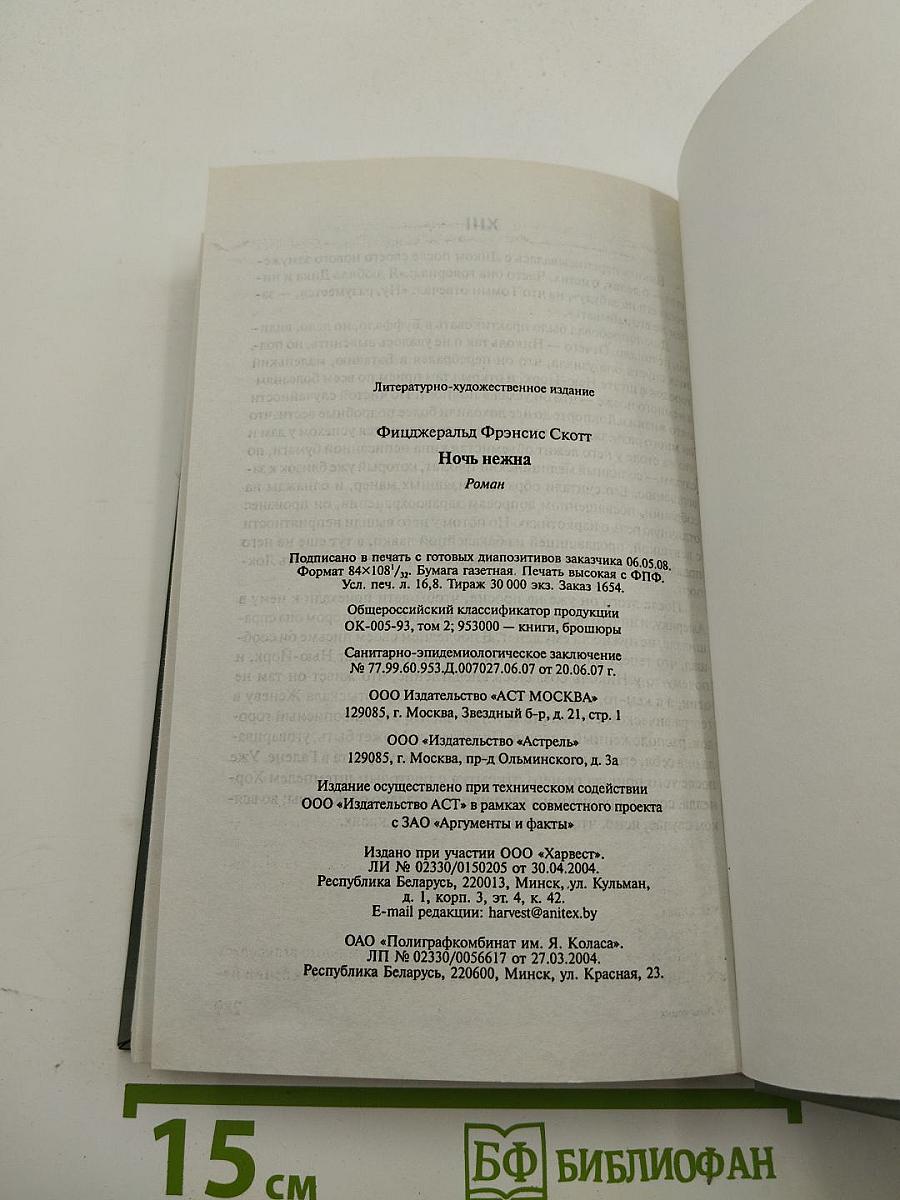 Литературно-художественное издание
Фицджеральд Фрэнсис Скотт
Ночь нежна
Роман
Подписано в печать с готовых диапозитивов заказчика 06.05.08.
Формат 84×108¹/₃₂. Бумага газетная. Печать высокая с ФПФ.
Усл. печ. л. 16,8. Тираж 30 000 экз. Заказ 1654.
Общероссийский классификатор продукции
ОК-005-93, том 2; 953000 — книги, брошюры
Санитарно-эпидемиологическое заключение
№ 77.99.60.953.Д.007027.06.07 от 20.06.07 г.
ООО Издательство «АСТ МОСКВА»
129085, г. Москва, Звездный б-р, д. 21, стр. 1
ООО «Издательство «Астрель»
129085, г. Москва, пр-д Ольминского, д. 3а
Издание осуществлено при техническом содействии
ООО «Издательство АСТ» в рамках совместного проекта
с ЗАО «Аргументы и факты»
Издано при участии ООО «Харвест».
ЛИ № 02330/0150205 от 30.04.2004.
Республика Беларусь, 220013, Минск, ул. Кульман,
д. 1, корп. 3, эт. 4, к. 42.
E-mail редакции: harvest@anitex.by
ОАО «Полиграфкомбинат им. Я. Коласа».
ЛП № 02330/0056617 от 27.03.2004.
Республика Беларусь, 220600, Минск, ул. Красная, 23.
15 см
БФ БИБЛИОФАН